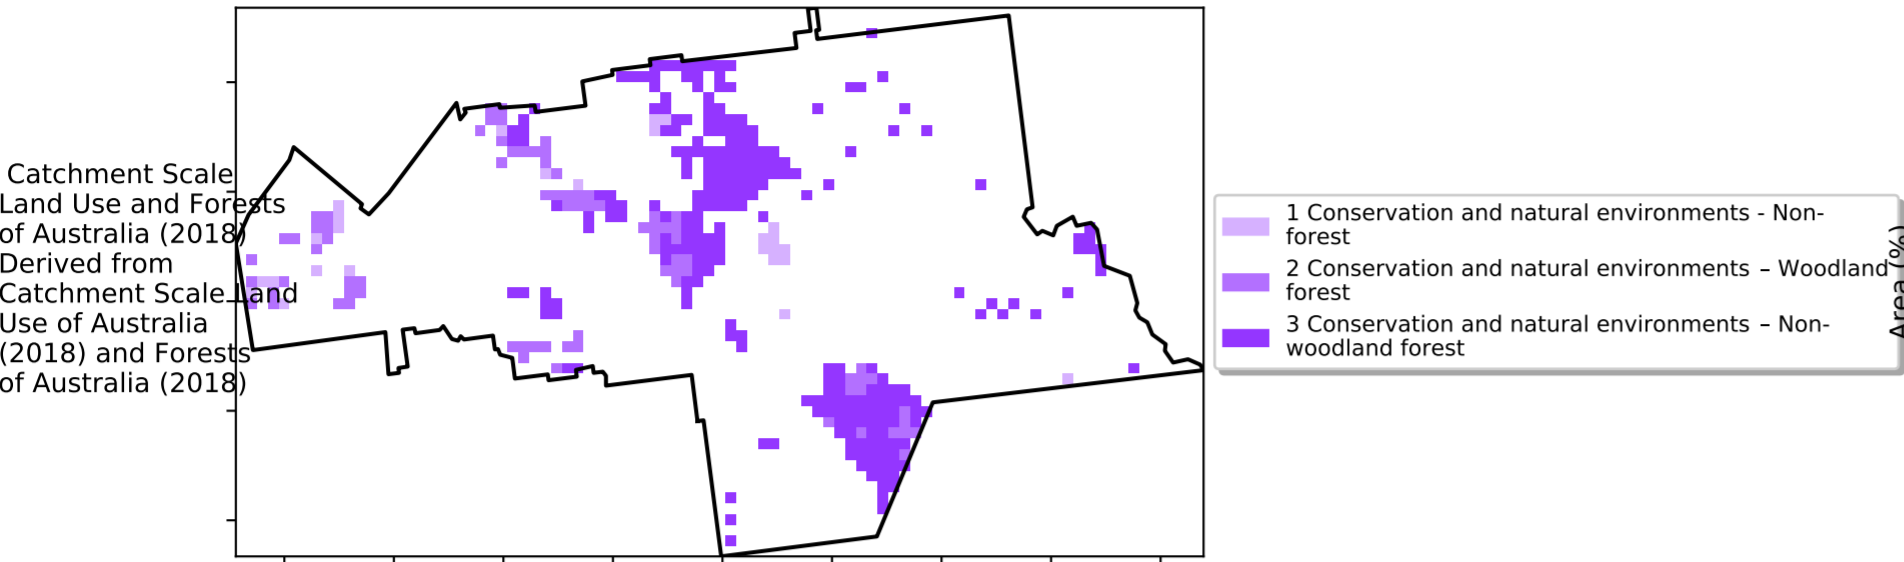 Catchment Scale
Land Use and Forests
of Australia (2018)
Derived from
Catchment Scale Land
Use of Australia
(2018) and Forests
of Australia (2018)
1 Conservation and natural environments - Non-
forest
2 Conservation and natural environments – Woodland
forest
3 Conservation and natural environments – Non-
woodland forest
Area (%)